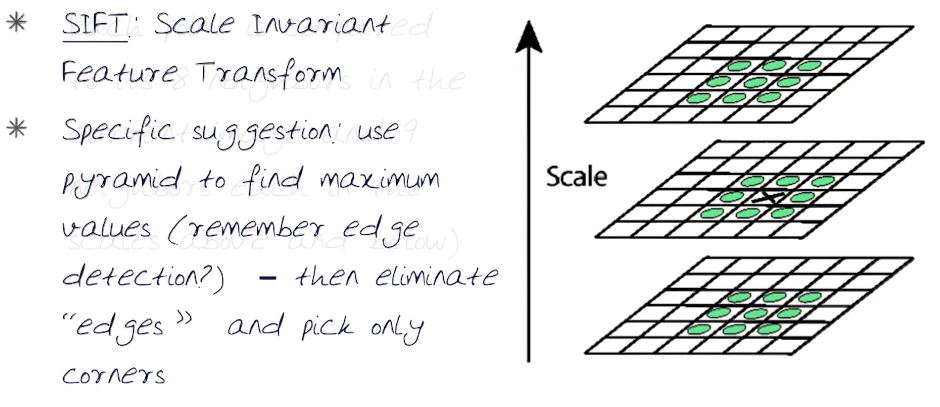 * SIFT: Scale Invariant
Feature Transform
* Specific suggestion: use
pyramid to find maximum
values (remember edge
detection?) – then eliminate
“edges” and pick only
corners
Scale